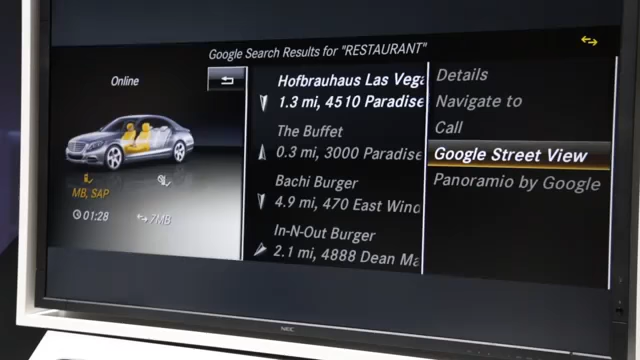 Google Search Results for "RESTAURANT"
Online
MB, SAP
01:28
7MB
Hofbrauhaus Las Vega
1.3 mi, 4510 Paradise
The Buffet
0.3 mi, 3000 Paradise
Bachi Burger
4.9 mi, 470 East Wind
In-N-Out Burger
2.1 mi, 4888 Dean Ma
Details
Navigate to
Call
Google Street View
Panoramio by Google
NEC